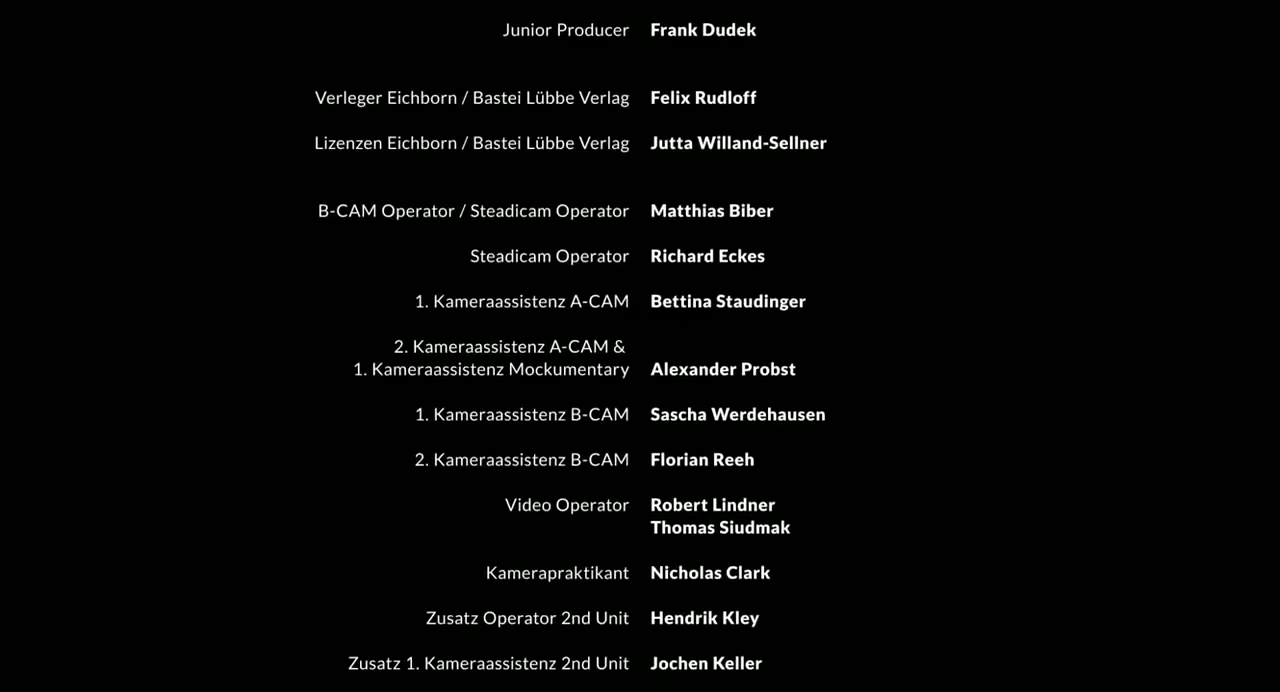 Junior Producer Frank Dudek
Verleger Eichborn / Bastei Lübbe Verlag Felix Rudloff
Lizenzen Eichborn / Bastei Lübbe Verlag Jutta Willand-Sellner
B-CAM Operator / Steadicam Operator Matthias Biber
Steadicam Operator Richard Eckes
1. Kameraassistenz A-CAM Bettina Staudinger
2. Kameraassistenz A-CAM &
1. Kameraassistenz Mockumentary Alexander Probst
1. Kameraassistenz B-CAM Sascha Werdehausen
2. Kameraassistenz B-CAM Florian Reeh
Video Operator Robert Lindner
Thomas Siudmak
Kamerapraktikant Nicholas Clark
Zusatz Operator 2nd Unit Hendrik Kley
Zusatz 1. Kameraassistenz 2nd Unit Jochen Keller